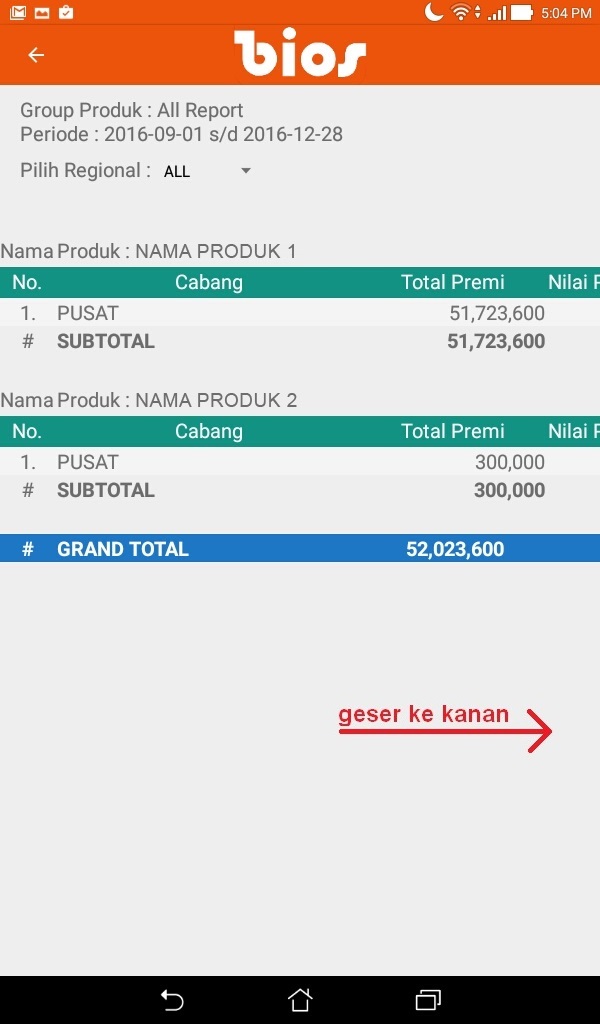 5:04 PM
bios
Group Produk : All Report
Periode : 2016-09-01 s/d 2016-12-28
Pilih Regional : ALL
Nama Produk : NAMA PRODUK 1
No. Cabang Total Premi Nilai
1. PUSAT 51,723,600
# SUBTOTAL 51,723,600
Nama Produk : NAMA PRODUK 2
No. Cabang Total Premi Nilai
1. PUSAT 300,000
# SUBTOTAL 300,000
# GRAND TOTAL 52,023,600
geser ke kanan